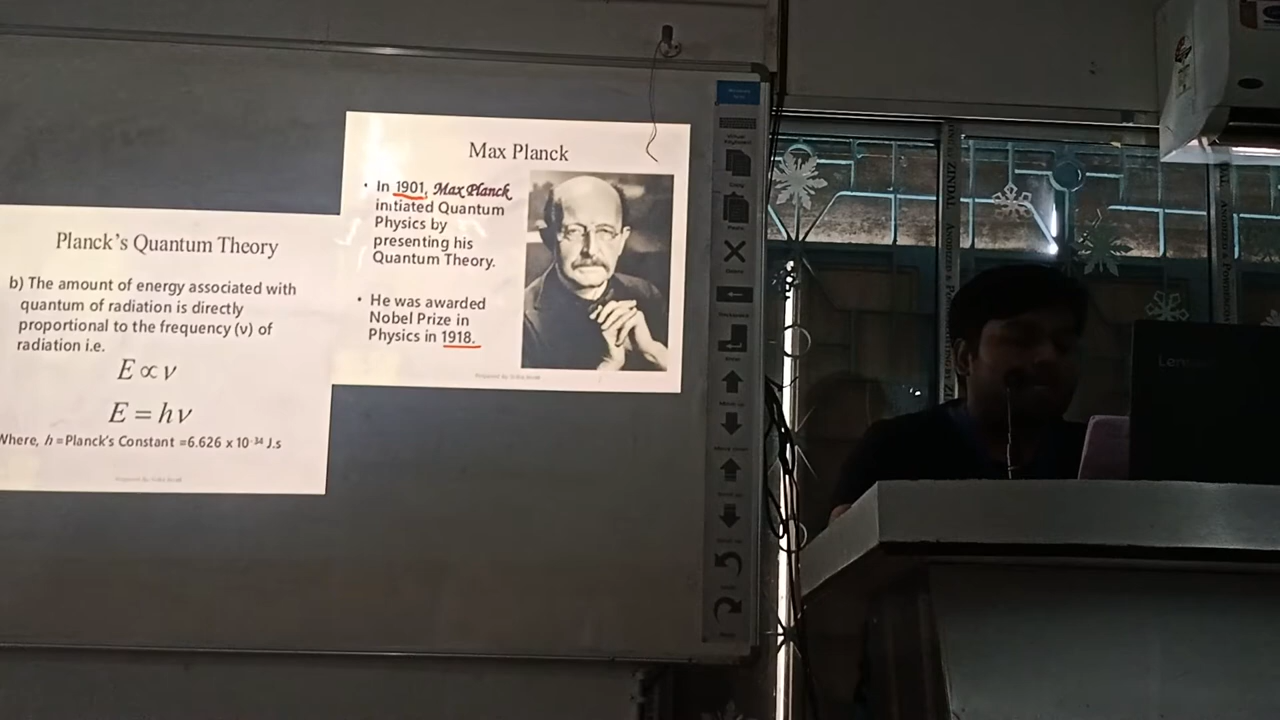 Max Planck
• In 1901, Max Planck
initiated Quantum
Physics by
presenting his
Quantum Theory.
• He was awarded
Nobel Prize in
Physics in 1918.
Planck's Quantum Theory
b) The amount of energy associated with
quantum of radiation is directly
proportional to the frequency (ν) of
radiation i.e.
E ∝ ν
E = hν
Where, h =Planck's Constant =6.626 x 10⁻³⁴ J.s
ZINDAL
Anodized &